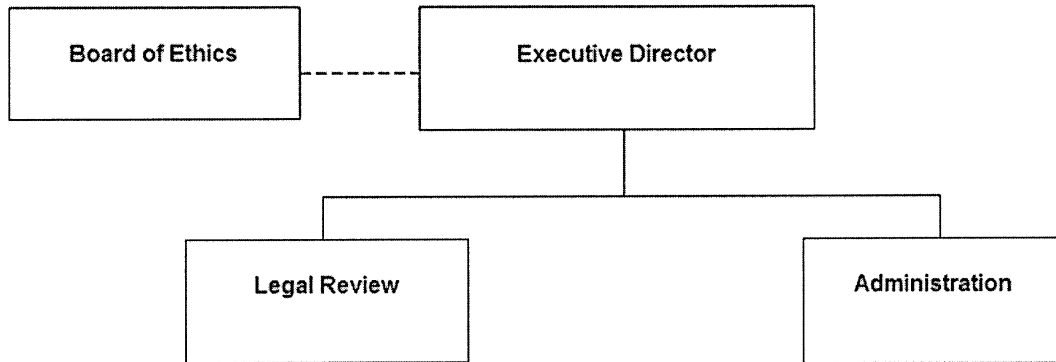 Board of Ethics
Executive Director
Legal Review
Administration